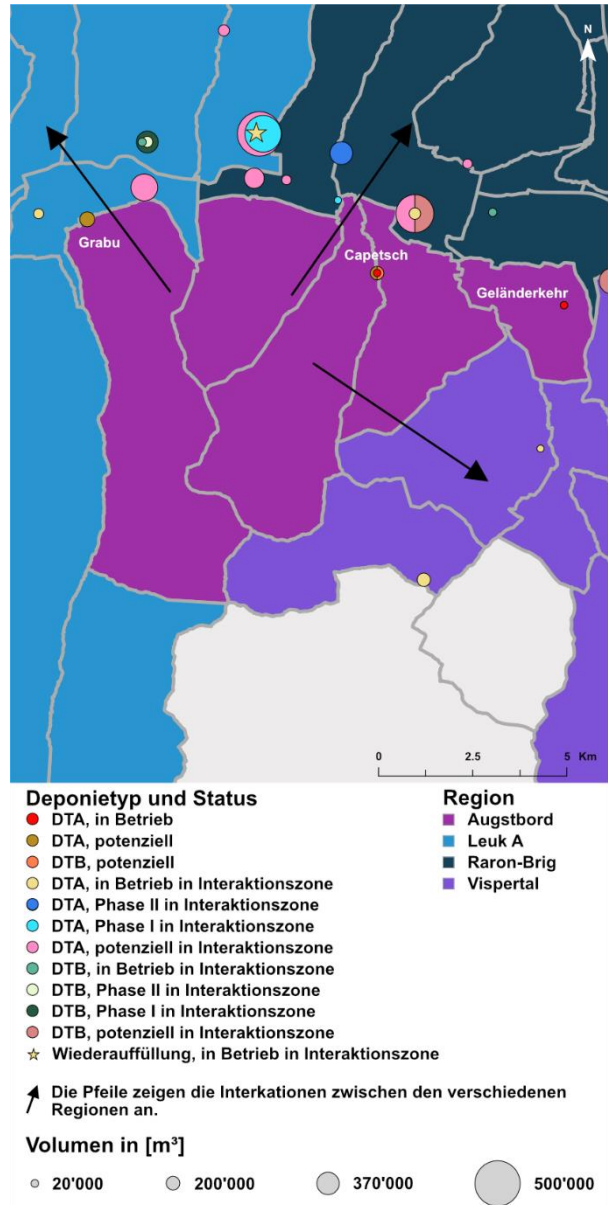 N
Grabu
Capetsch
Geländerkehr
0 2.5 5 Km
Deponietyp und Status
DTA, in Betrieb
DTA, potenziell
DTB, potenziell
DTA, in Betrieb in Interaktionszone
DTA, Phase II in Interaktionszone
DTA, Phase I in Interaktionszone
DTA, potenziell in Interaktionszone
DTB, in Betrieb in Interaktionszone
DTB, Phase II in Interaktionszone
DTB, Phase I in Interaktionszone
DTB, potenziell in Interaktionszone
Wiederauffüllung, in Betrieb in Interaktionszone
Region
Augstbord
Leuk A
Raron-Brig
Vispertal
Die Pfeile zeigen die Interkationen zwischen den verschiedenen
Regionen an.
Volumen in [m³]
20'000 200'000 370'000 500'000